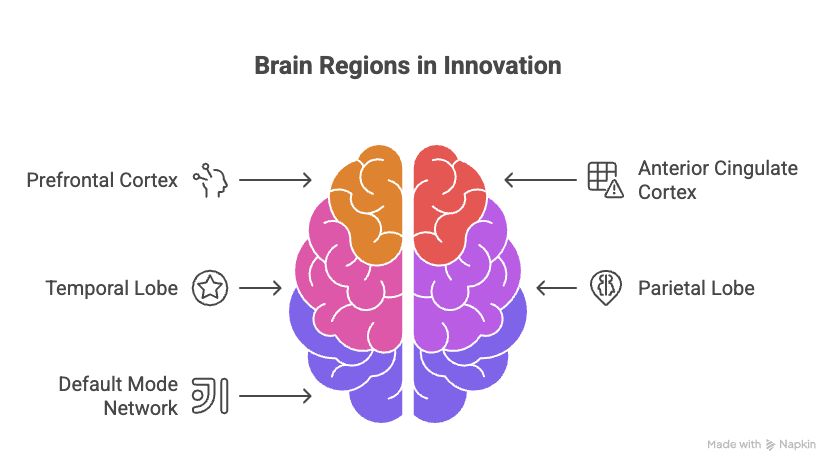 Brain Regions in Innovation
Prefrontal Cortex
Anterior Cingulate
Cortex
Temporal Lobe
Parietal Lobe
Default Mode
Network
Made with Napkin